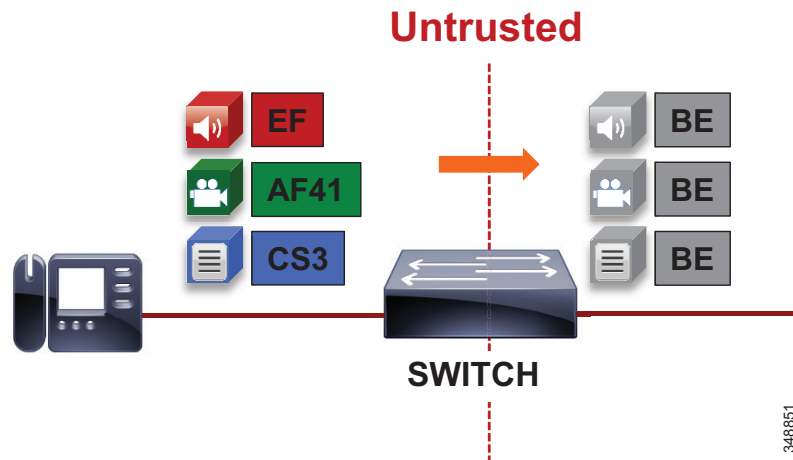 Untrusted
EF
BE
AF41
BE
CS3
BE
SWITCH
348851